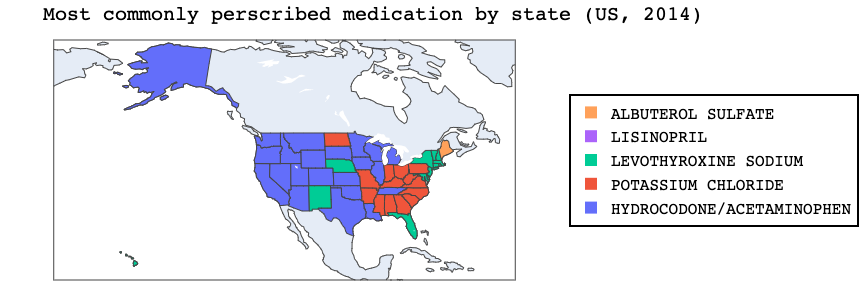 Most commonly perscribed medication by state (US, 2014)
ALBUTEROL SULFATE
LISINOPRIL
LEVOTHYROXINE SODIUM
POTASSIUM CHLORIDE
HYDROCODONE/ACETAMINOPHEN